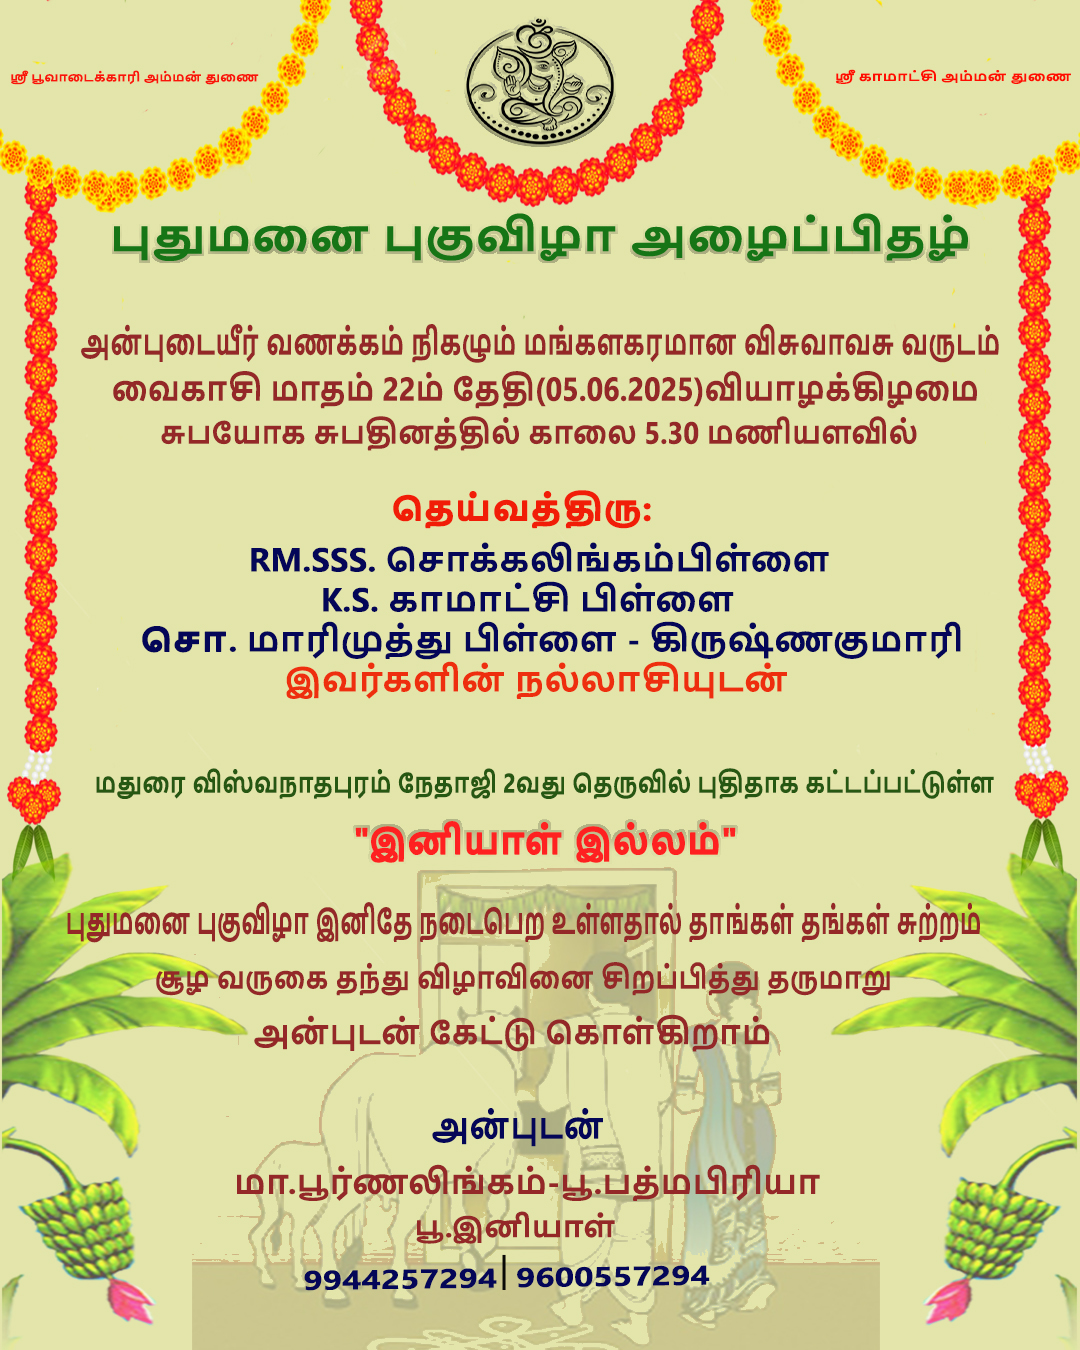 ஸ்ரீ பூவாடைக்காரி அம்மன் துணை
ஸ்ரீ காமாட்சி அம்மன் துணை
புதுமனை புகுவிழா அழைப்பிதழ்
அன்புடையீர் வணக்கம் நிகழும் மங்களகரமான விசுவாவசு வருடம்
வைகாசி மாதம் 22ம் தேதி(05.06.2025)வியாழக்கிழமை
சுபயோக சுபதினத்தில் காலை 5.30 மணியளவில்
தெய்வத்திரு:
RM.SSS. சொக்கலிங்கம்பிள்ளை
K.S. காமாட்சி பிள்ளை
சொ. மாரிமுத்து பிள்ளை - கிருஷ்ணகுமாரி
இவர்களின் நல்லாசியுடன்
மதுரை விஸ்வநாதபுரம் நேதாஜி 2வது தெருவில் புதிதாக கட்டப்பட்டுள்ள
"இனியாள் இல்லம்"
புதுமனை புகுவிழா இனிதே நடைபெற உள்ளதால் தாங்கள் தங்கள் சுற்றம்
சூழ வருகை தந்து விழாவினை சிறப்பித்து தருமாறு
அன்புடன் கேட்டு கொள்கிறாம்
அன்புடன்
மா.பூர்ணலிங்கம்-பூ.பத்மபிரியா
பூ.இனியாள்
9944257294| 9600557294